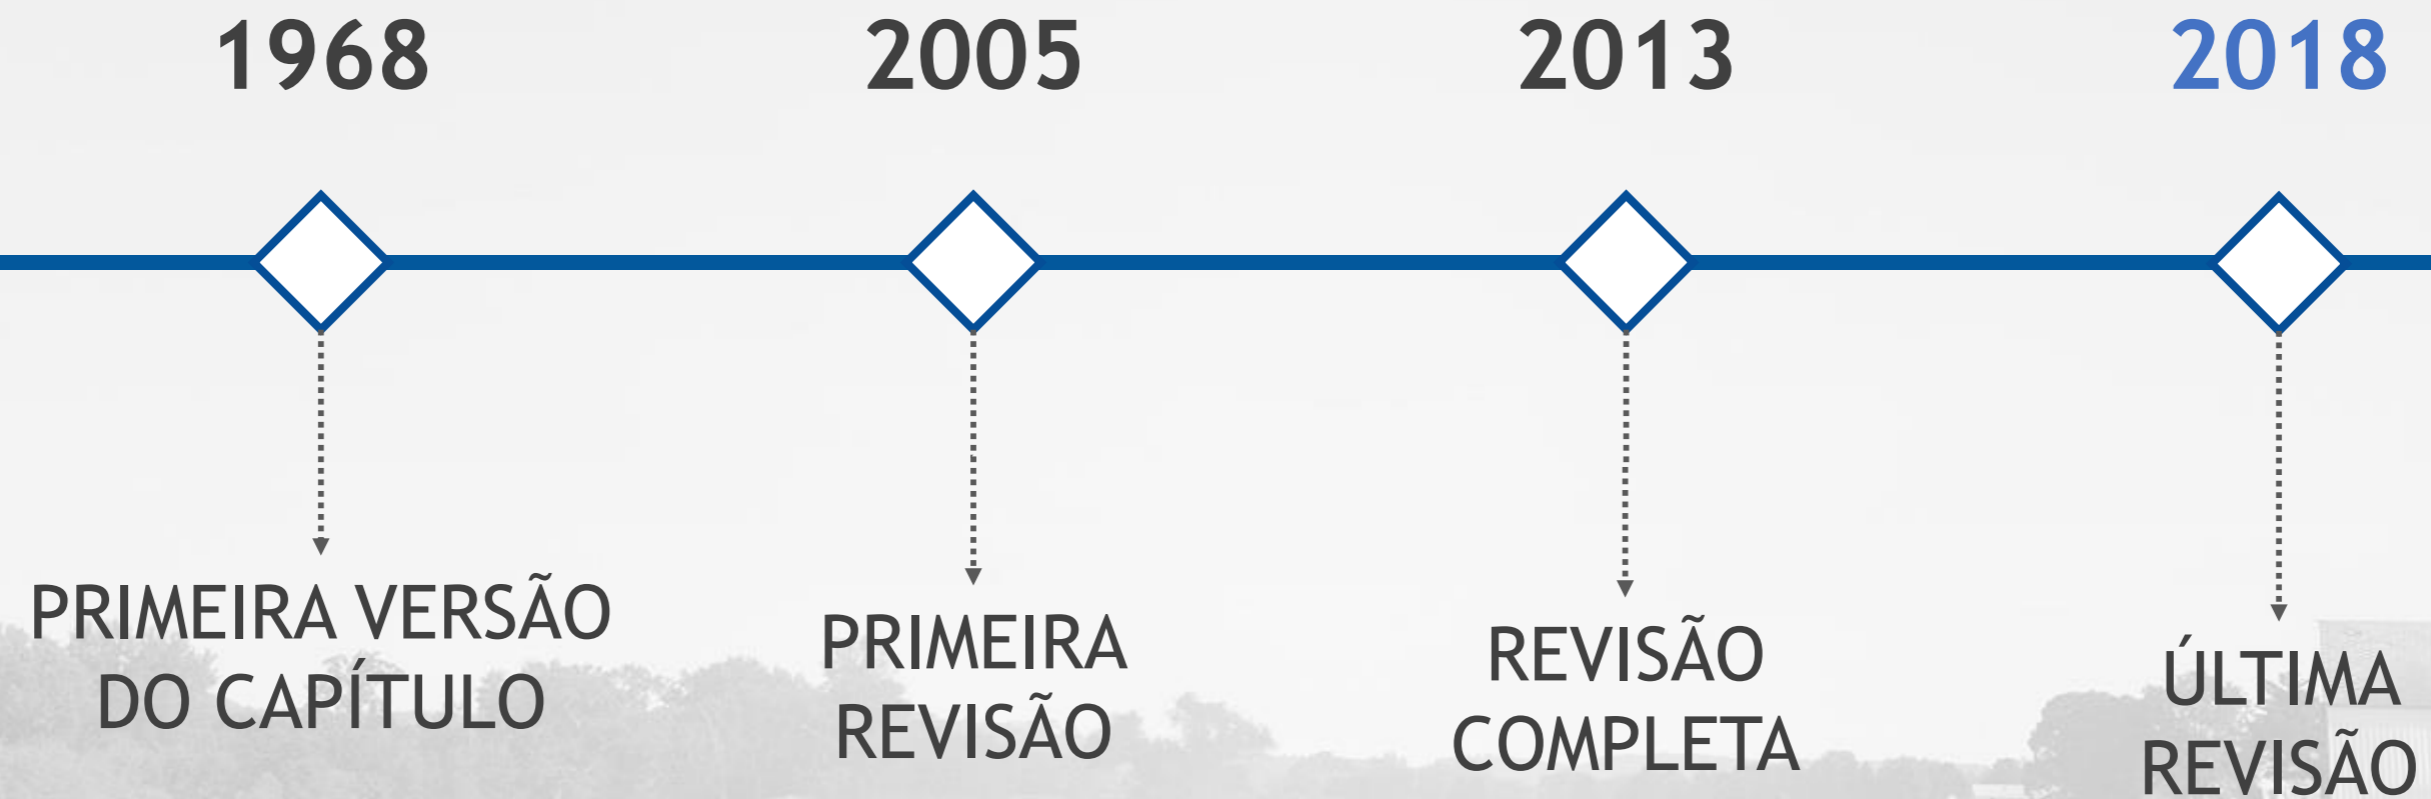 1968
2005
2013
2018
PRIMEIRA VERSÃO
DO CAPÍTULO
PRIMEIRA
REVISÃO
REVISÃO
COMPLETA
ÚLTIMA
REVISÃO